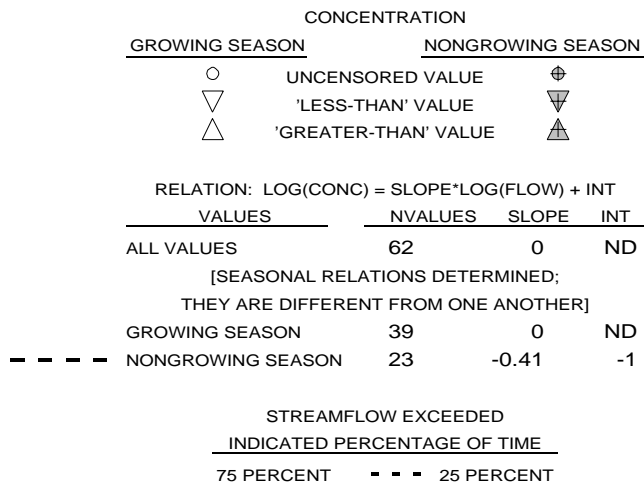 CONCENTRATION
GROWING SEASON NONGROWING SEASON
UNCENSORED VALUE
'LESS-THAN' VALUE
'GREATER-THAN' VALUE
RELATION: LOG(CONC) = SLOPE*LOG(FLOW) + INT
VALUES NVALUES SLOPE INT
ALL VALUES 62 0 ND
[SEASONAL RELATIONS DETERMINED;
THEY ARE DIFFERENT FROM ONE ANOTHER]
GROWING SEASON 39 0 ND
NONGROWING SEASON 23 -0.41 -1
STREAMFLOW EXCEEDED
INDICATED PERCENTAGE OF TIME
75 PERCENT 25 PERCENT